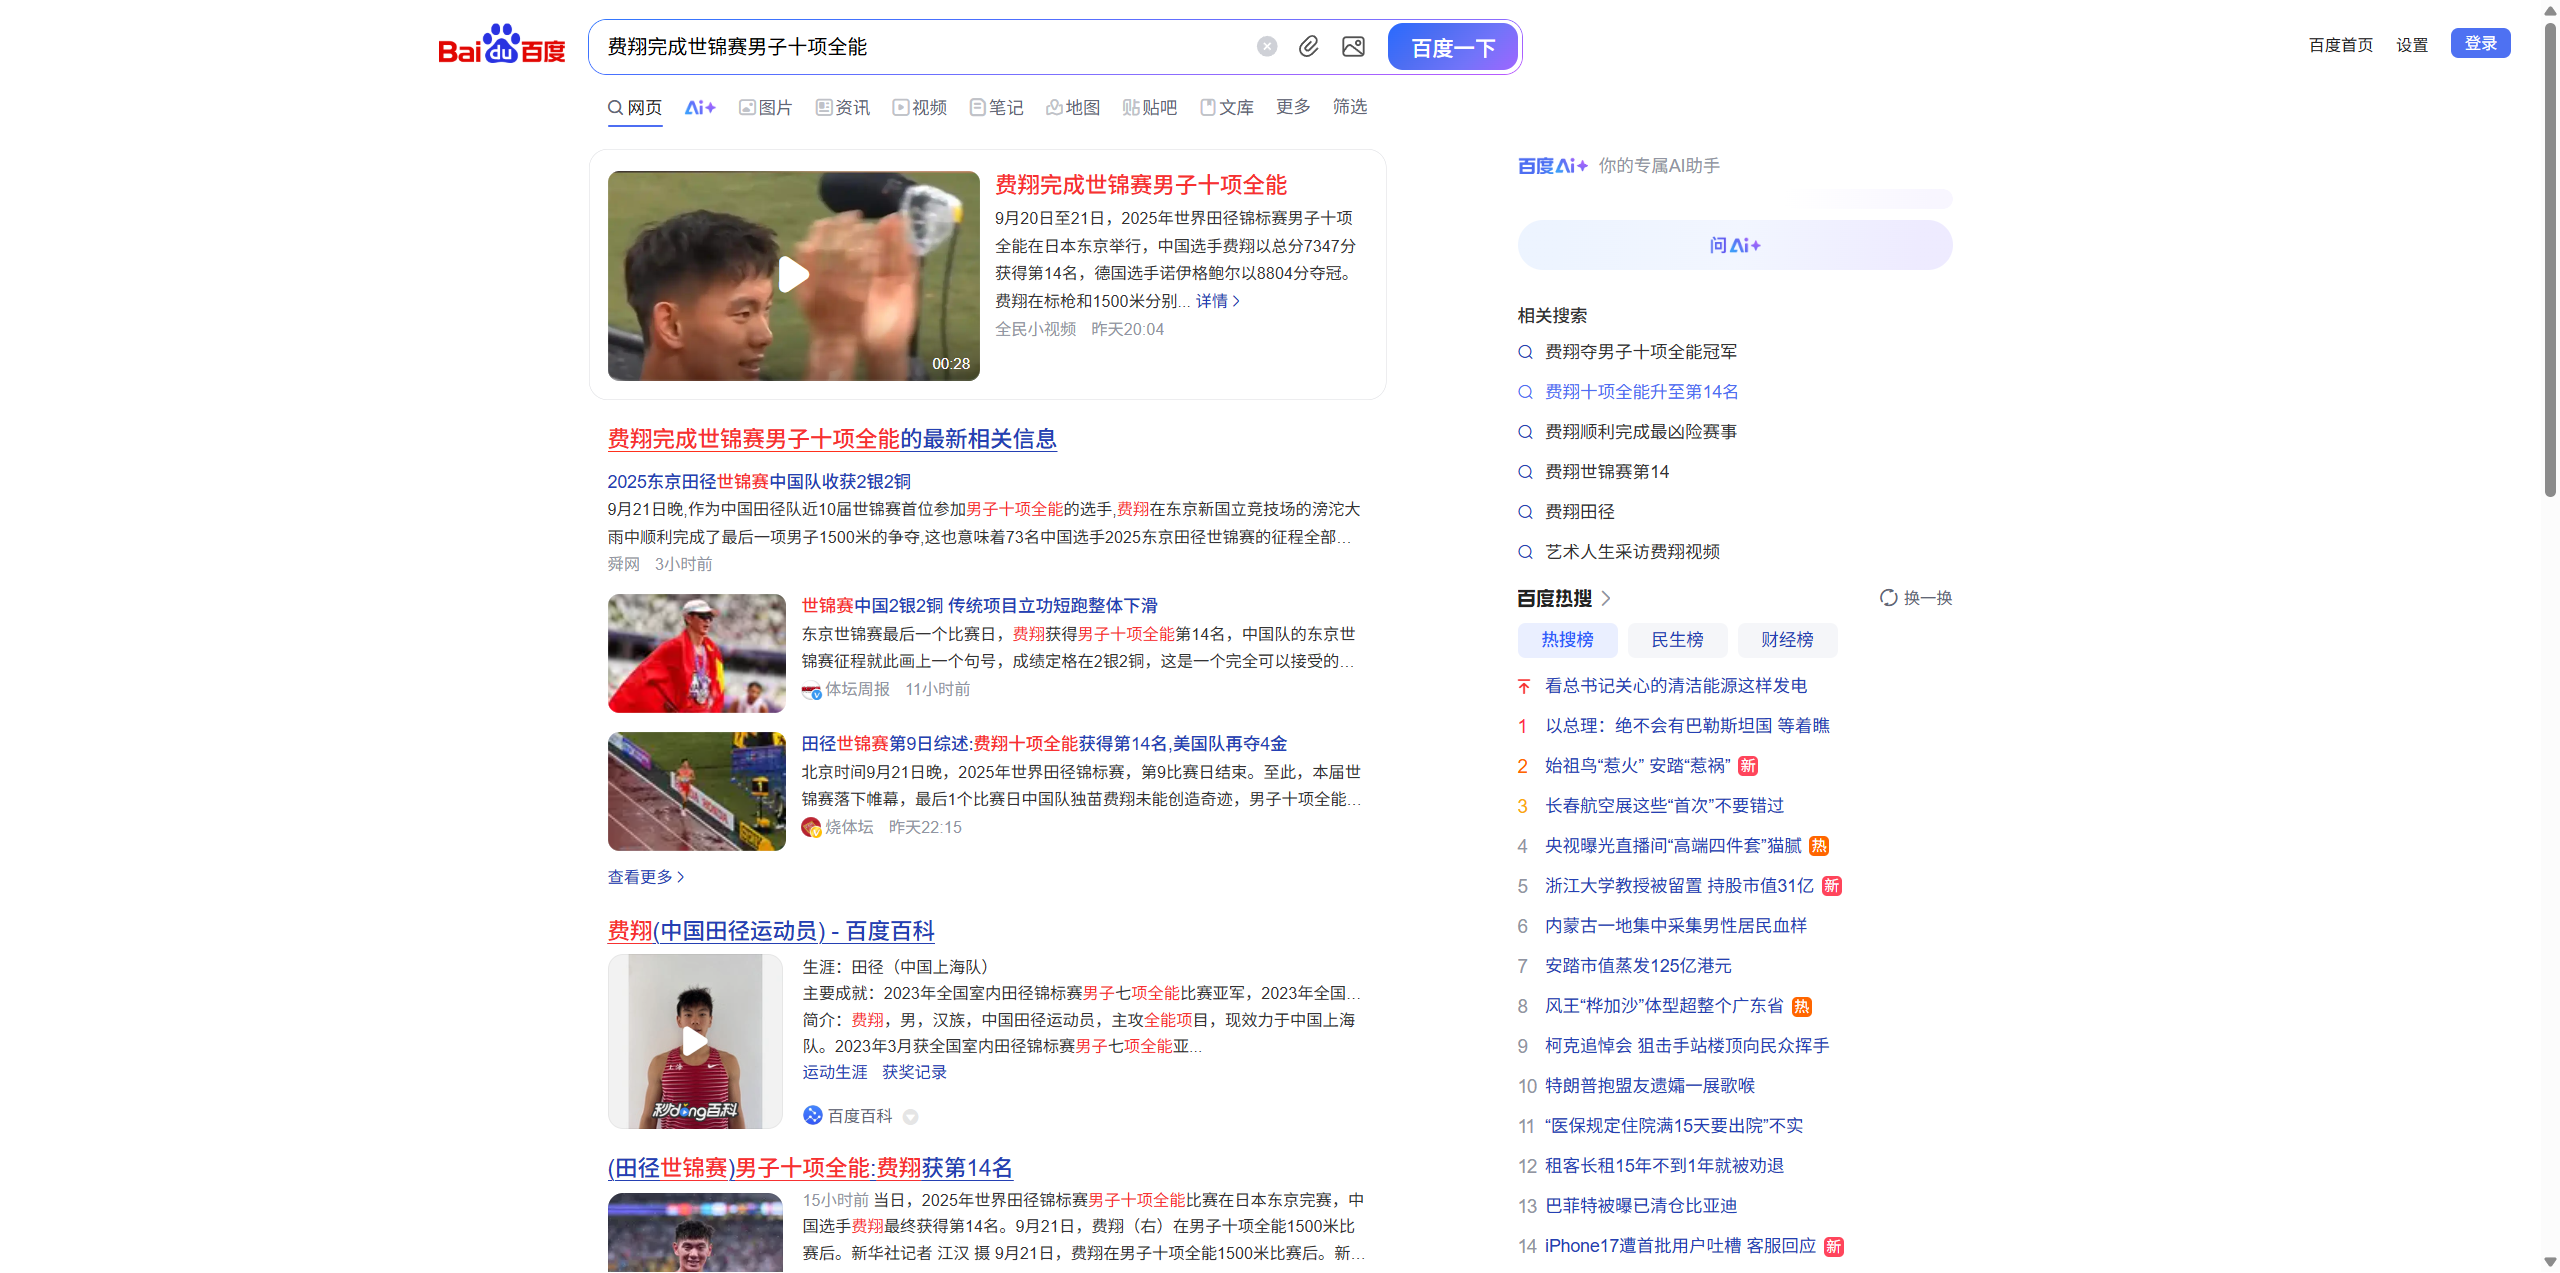 Bai du 百度
费翔完成世锦赛男子十项全能
百度一下
百度首页 设置 登录
网页 Ai+ 图片 资讯 视频 笔记 地图 贴贴吧 文库 更多 筛选
00:28
费翔完成世锦赛男子十项全能
9月20日至21日，2025年世界田径锦标赛男子十项
全能在日本东京举行，中国选手费翔以总分7347分
获得第14名，德国选手诺伊格鲍尔以8804分夺冠。
费翔在标枪和1500米分别... 详情
全民小视频 昨天20:04
费翔完成世锦赛男子十项全能的最新相关信息
2025东京田径世锦赛中国队收获2银2铜
9月21日晚,作为中国田径队近10届世锦赛首位参加男子十项全能的选手,费翔在东京新国立竞技场的滂沱大
雨中顺利完成了最后一项男子1500米的争夺,这也意味着73名中国选手2025东京田径世锦赛的征程全部...
舜网 3小时前
世锦赛中国2银2铜 传统项目立功短跑整体下滑
东京世锦赛最后一个比赛日，费翔获得男子十项全能第14名，中国队的东京世
锦赛征程就此画上一个句号，成绩定格在2银2铜，这是一个完全可以接受的...
体坛周报 11小时前
田径世锦赛第9日综述:费翔十项全能获得第14名,美国队再夺4金
北京时间9月21日晚，2025年世界田径锦标赛，第9比赛日结束。至此，本届世
锦赛落下帷幕，最后1个比赛日中国队独苗费翔未能创造奇迹，男子十项全能...
烧体坛 昨天22:15
查看更多
费翔(中国田径运动员) - 百度百科
秒dong百科
生涯：田径（中国上海队）
主要成就：2023年全国室内田径锦标赛男子七项全能比赛亚军，2023年全国...
简介：费翔，男，汉族，中国田径运动员，主攻全能项目，现效力于中国上海
队。2023年3月获全国室内田径锦标赛男子七项全能亚...
运动生涯 获奖记录
百度百科
(田径世锦赛)男子十项全能:费翔获第14名
15小时前 当日，2025年世界田径锦标赛男子十项全能比赛在日本东京完赛，中
国选手费翔最终获得第14名。9月21日，费翔（右）在男子十项全能1500米比
赛后。新华社记者 江汉 摄 9月21日，费翔在男子十项全能1500米比赛后。新...
百度Ai+ 你的专属AI助手
问Ai+
相关搜索
费翔夺男子十项全能冠军
费翔十项全能升至第14名
费翔顺利完成最凶险赛事
费翔世锦赛第14
费翔田径
艺术人生采访费翔视频
百度热搜 换一换
热搜榜 民生榜 财经榜
看总书记关心的清洁能源这样发电
1 以总理：绝不会有巴勒斯坦国 等着瞧
2 始祖鸟“惹火” 安踏“惹祸” 新
3 长春航空展这些“首次”不要错过
4 央视曝光直播间“高端四件套”猫腻 热
5 浙江大学教授被留置 持股市值31亿 新
6 内蒙古一地集中采集男性居民血样
7 安踏市值蒸发125亿港元
8 风王“桦加沙”体型超整个广东省 热
9 柯克追悼会 狙击手站楼顶向民众挥手
10 特朗普抱盟友遗孀一展歌喉
11 “医保规定住院满15天要出院”不实
12 租客长租15年不到1年就被劝退
13 巴菲特被曝已清仓比亚迪
14 iPhone17遭首批用户吐槽 客服回应 新